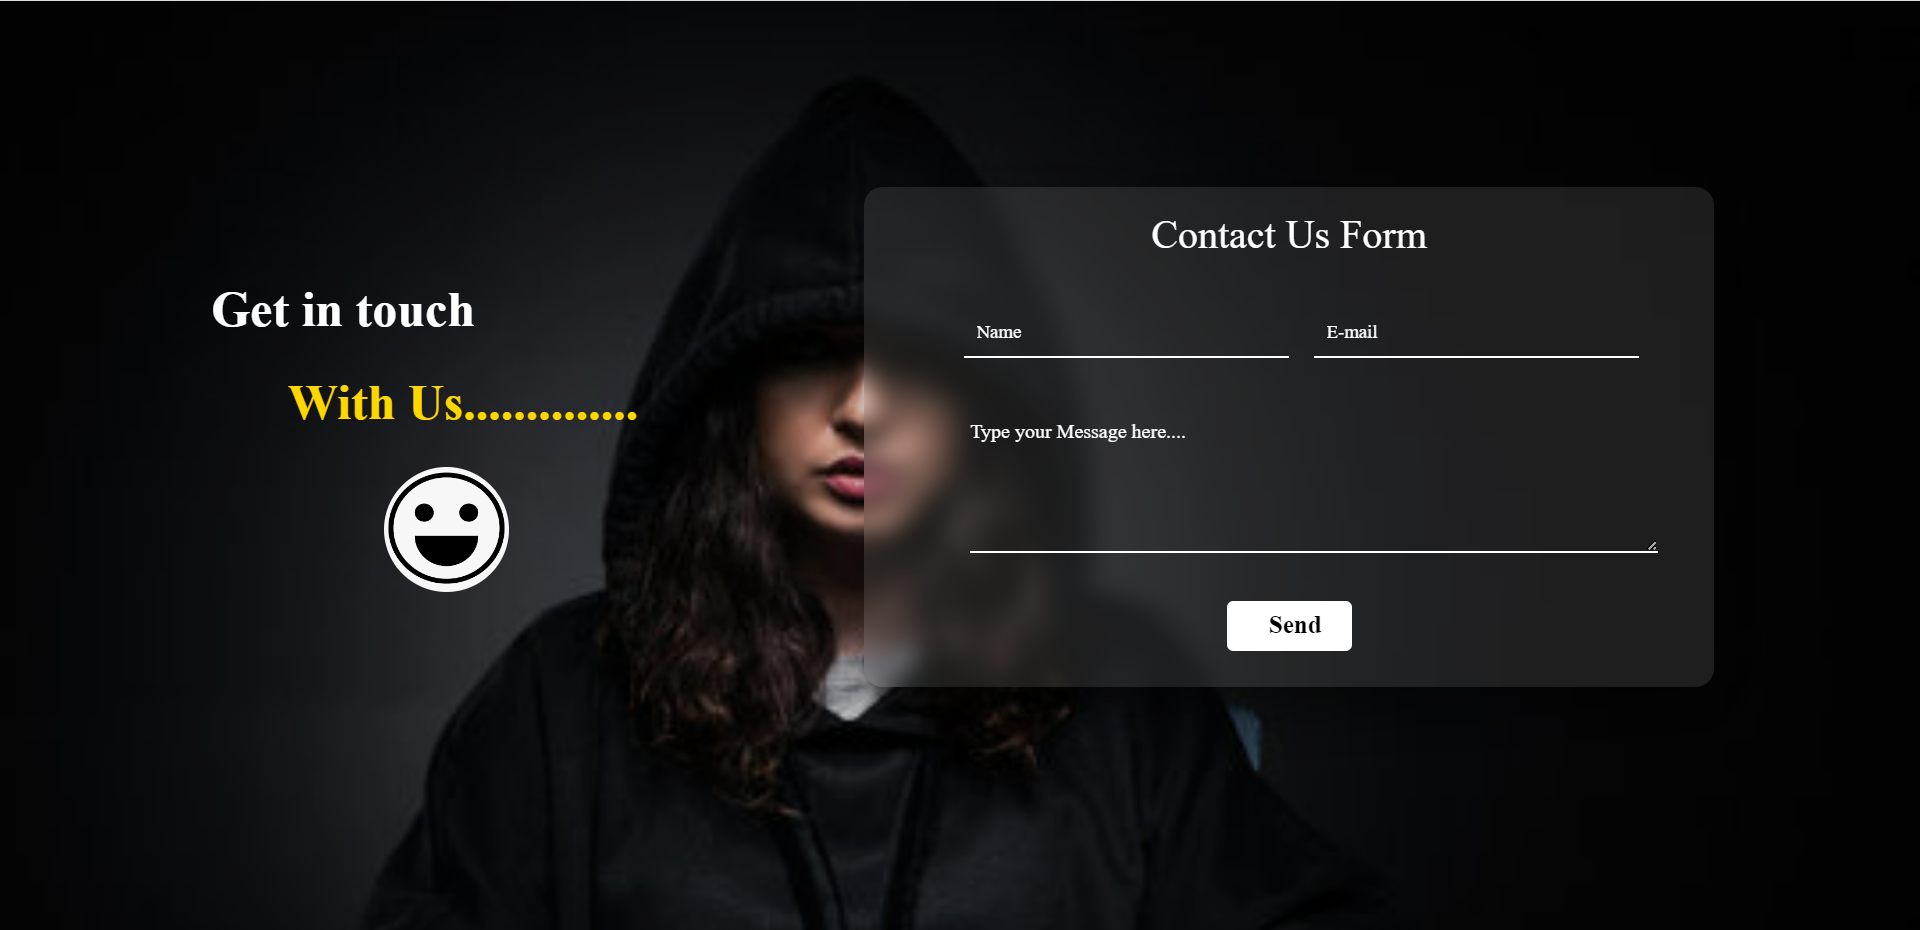 Get in touch
With Us..............
Contact Us Form
Name
E-mail
Type your Message here....
Send